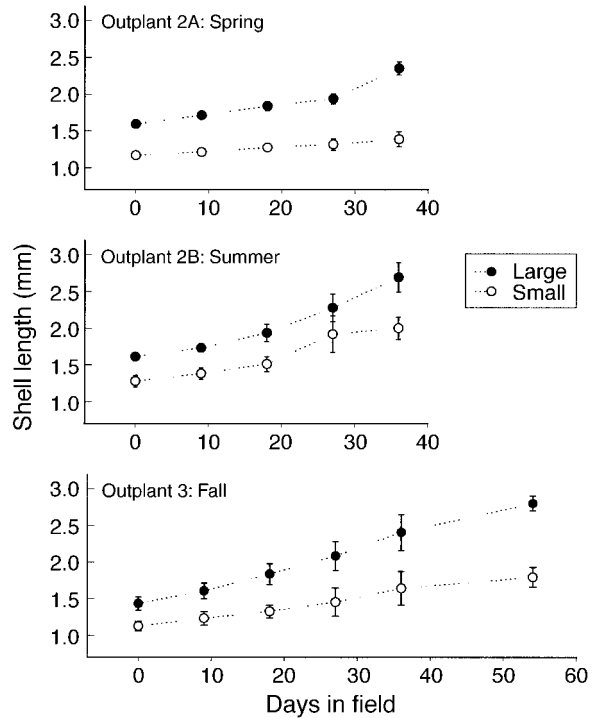 Outplant 2A: Spring
3.0
2.5
2.0
1.5
1.0
0 10 20 30 40
Outplant 2B: Summer
3.0
2.5
2.0
1.5
1.0
0 10 20 30 40
Large
Small
Shell length (mm)
Outplant 3: Fall
3.0
2.5
2.0
1.5
1.0
0 10 20 30 40 50 60
Days in field